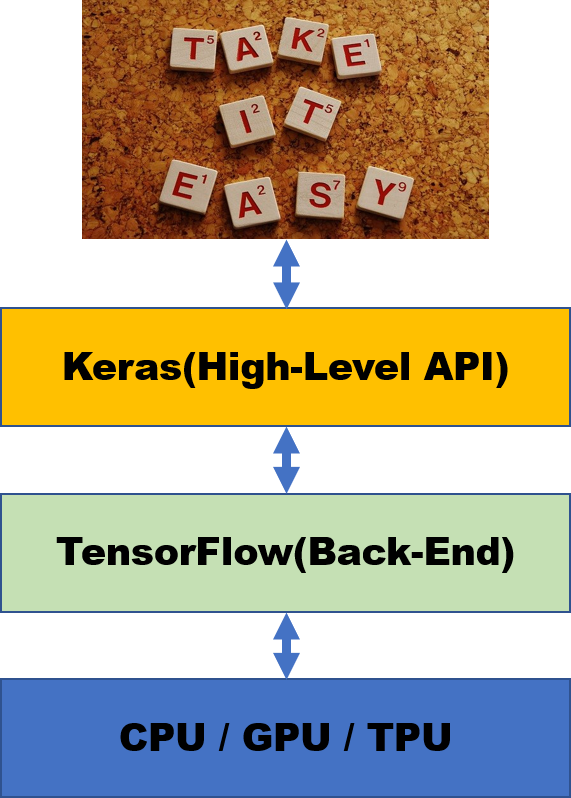 T5 A2 K2 E1
I2 T5
E1 A2 S7 Y9
Keras(High-Level API)
TensorFlow(Back-End)
CPU / GPU / TPU